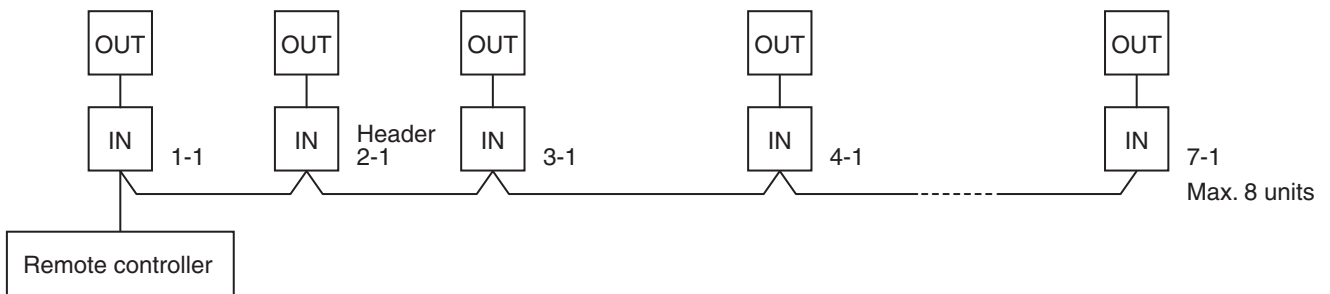 OUT OUT OUT OUT OUT
IN IN IN IN IN
1-1
Header
2-1
3-1
4-1
7-1
Max. 8 units
Remote controller